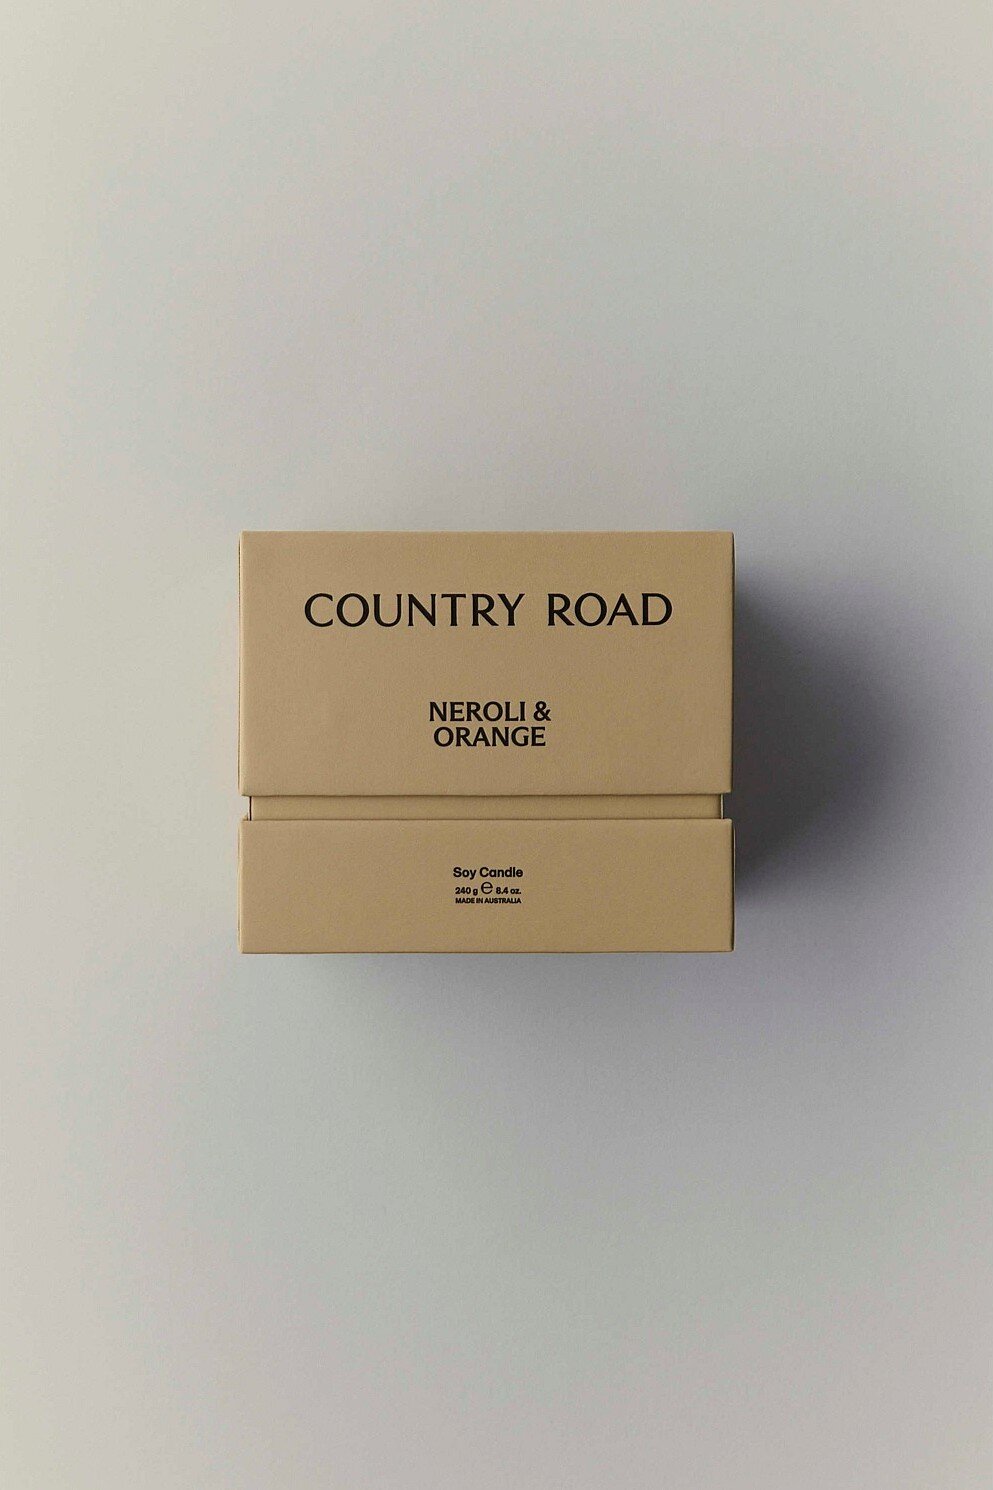 COUNTRY ROAD
NEROLI &
ORANGE
Soy Candle
240 g ℮ 8.4 oz.
MADE IN AUSTRALIA